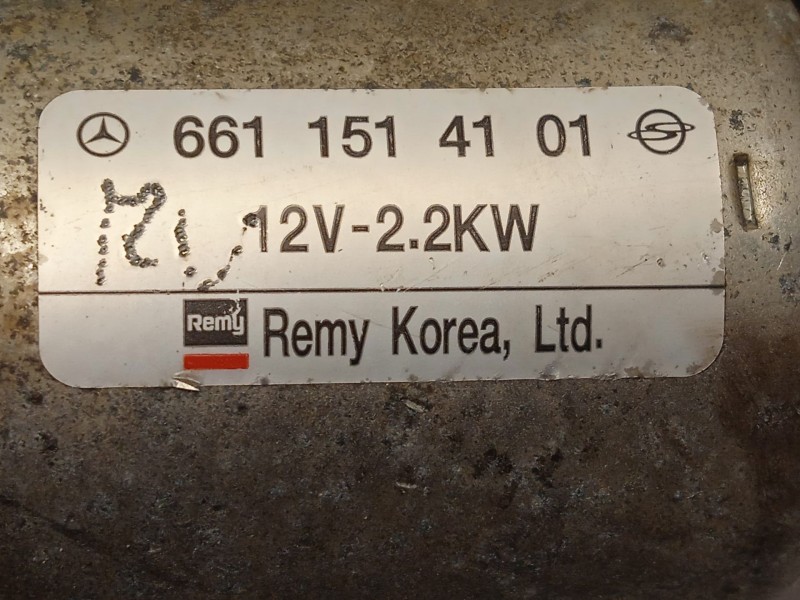 661 151 41 01
12V-2.2KW
Remy Remy Korea, Ltd.